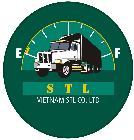 E F
S T L
VIETNAM STL CO., LTD